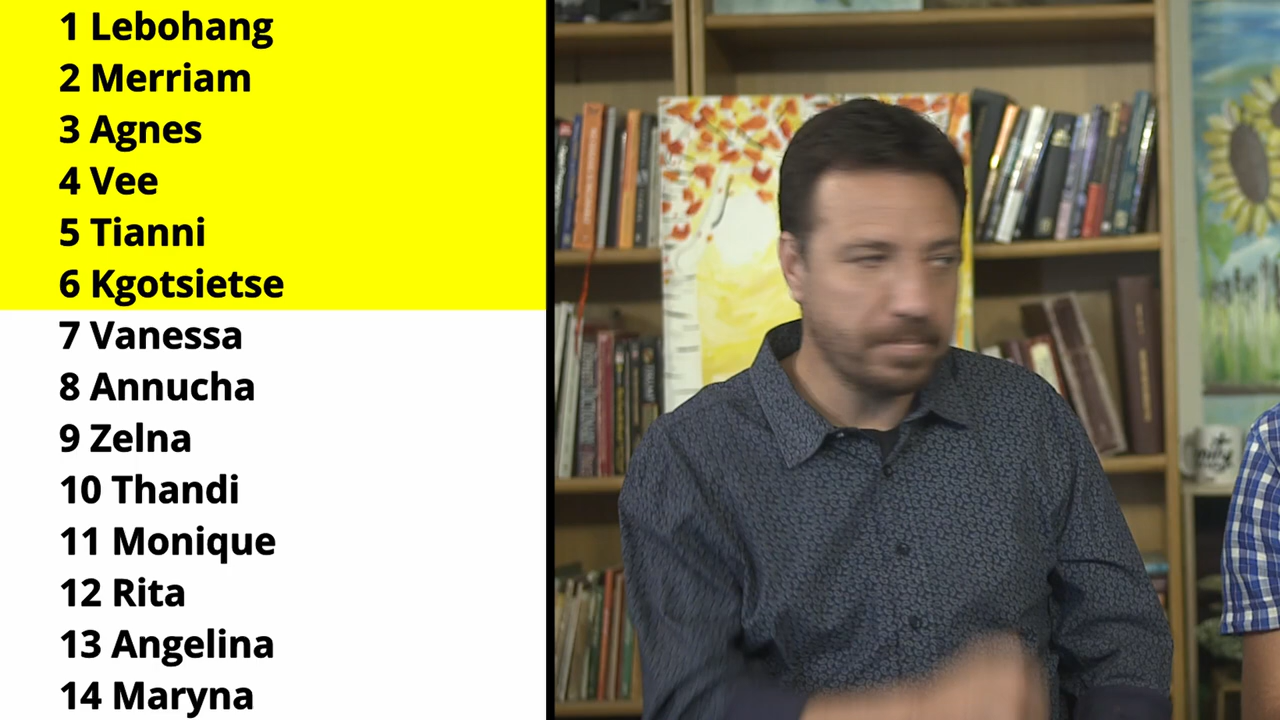 1 Lebohang
2 Merriam
3 Agnes
4 Vee
5 Tianni
6 Kgotsietse
7 Vanessa
8 Annucha
9 Zelna
10 Thandi
11 Monique
12 Rita
13 Angelina
14 Maryna